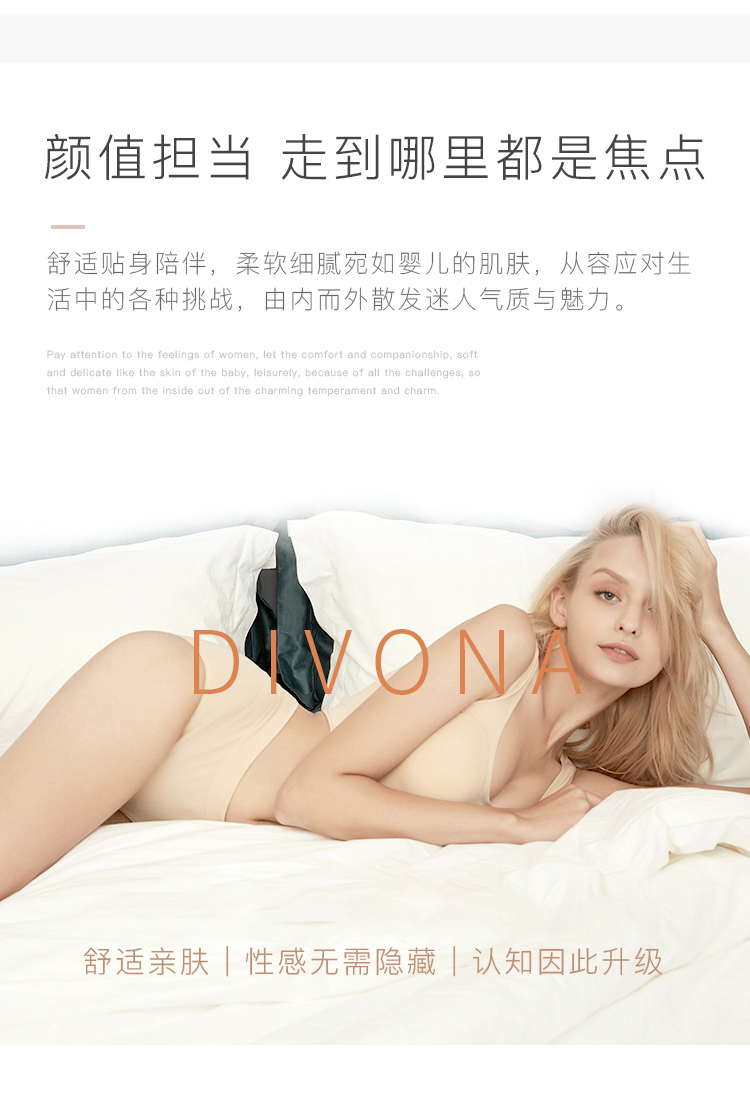 颜值担当 走到哪里都是焦点
舒适贴身陪伴，柔软细腻宛如婴儿的肌肤，从容应对生
活中的各种挑战，由内而外散发迷人气质与魅力。
Pay attention to the feelings of women, let the comfort and companionship, soft
and delicate like the skin of the baby, leisurely, because of all the challenges, so
that women from the inside out of the charming temperament and charm.
DIVONA
舒适亲肤｜性感无需隐藏｜认知因此升级